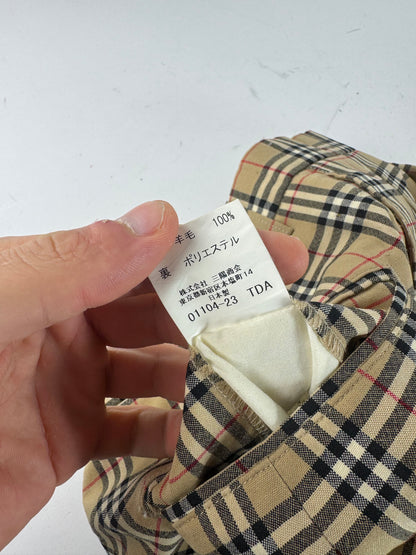 羊毛 100%
裏 ポリエステル
株式会社 三陽商会
東京都新宿区本塩町14
日本製
01104-23 TDA